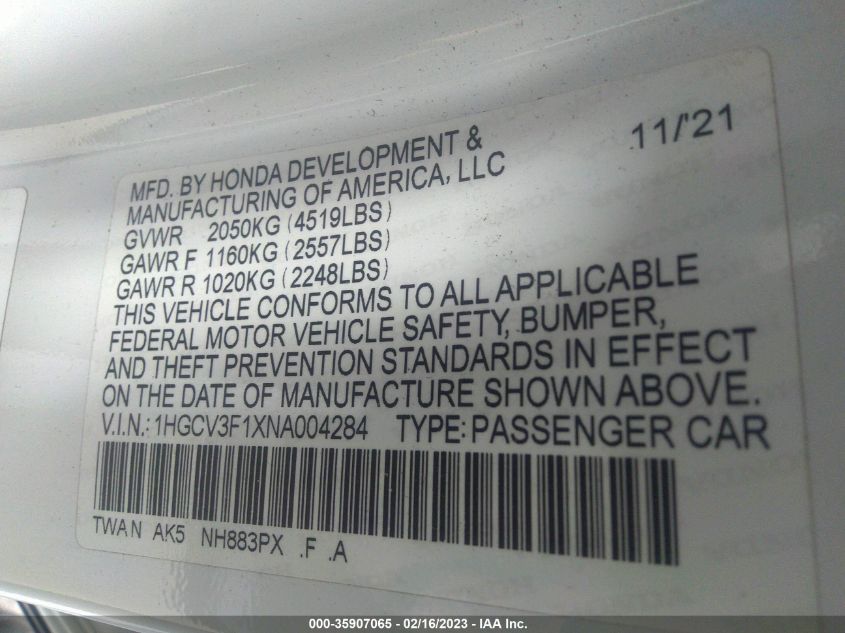 11/'21
MFD. BY HONDA DEVELOPMENT &
MANUFACTURING OF AMERICA, LLC
GVWR 2050KG (4519LBS)
GAWR F 1160KG (2557LBS)
GAWR R 1020KG (2248LBS)
THIS VEHICLE CONFORMS TO ALL APPLICABLE
FEDERAL MOTOR VEHICLE SAFETY, BUMPER,
AND THEFT PREVENTION STANDARDS IN EFFECT
ON THE DATE OF MANUFACTURE SHOWN ABOVE.
V.I.N.: 1HGCV3F1XNA004284 TYPE: PASSENGER CAR
TWAN AK5 NH883PX .F .A
000-35907065 - 02/16/2023 - IAA Inc.